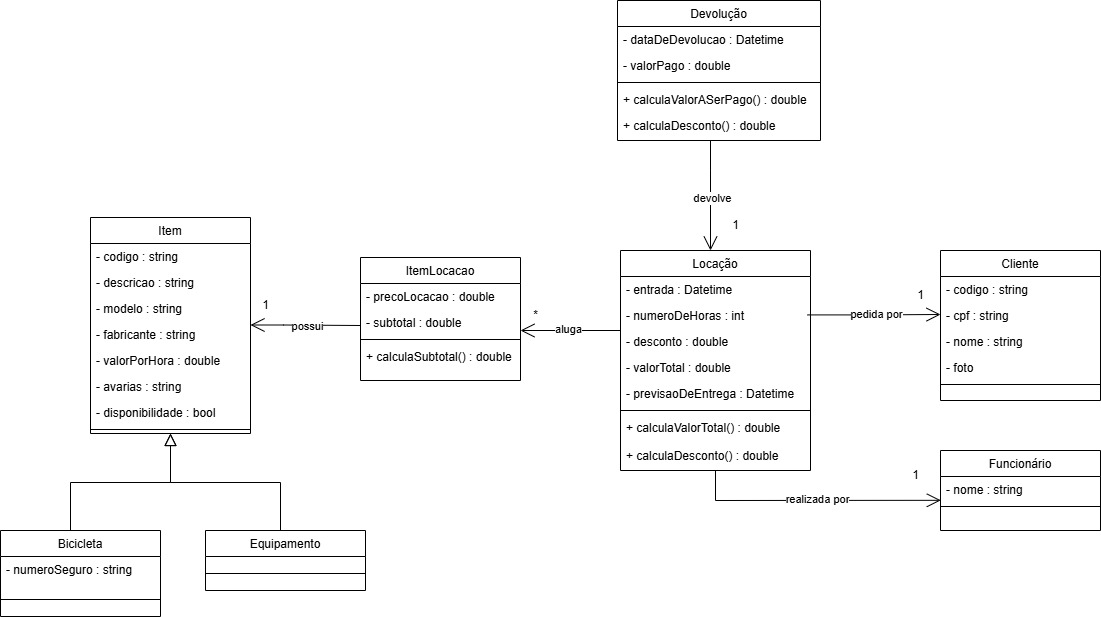 Devolução
- dataDeDevolucao : Datetime
- valorPago : double
+ calculaValorASerPago() : double
+ calculaDesconto() : double
devolve
1
Item
- codigo : string
- descricao : string
- modelo : string
- fabricante : string
- valorPorHora : double
- avarias : string
- disponibilidade : bool
1
possui
ItemLocacao
- precoLocacao : double
- subtotal : double
+ calculaSubtotal() : double
*
aluga
Locação
- entrada : Datetime
- numeroDeHoras : int
- desconto : double
- valorTotal : double
- previsaoDeEntrega : Datetime
+ calculaValorTotal() : double
+ calculaDesconto() : double
1
pedida por
Cliente
- codigo : string
- cpf : string
- nome : string
- foto
1
realizada por
Funcionário
- nome : string
Bicicleta
- numeroSeguro : string
Equipamento